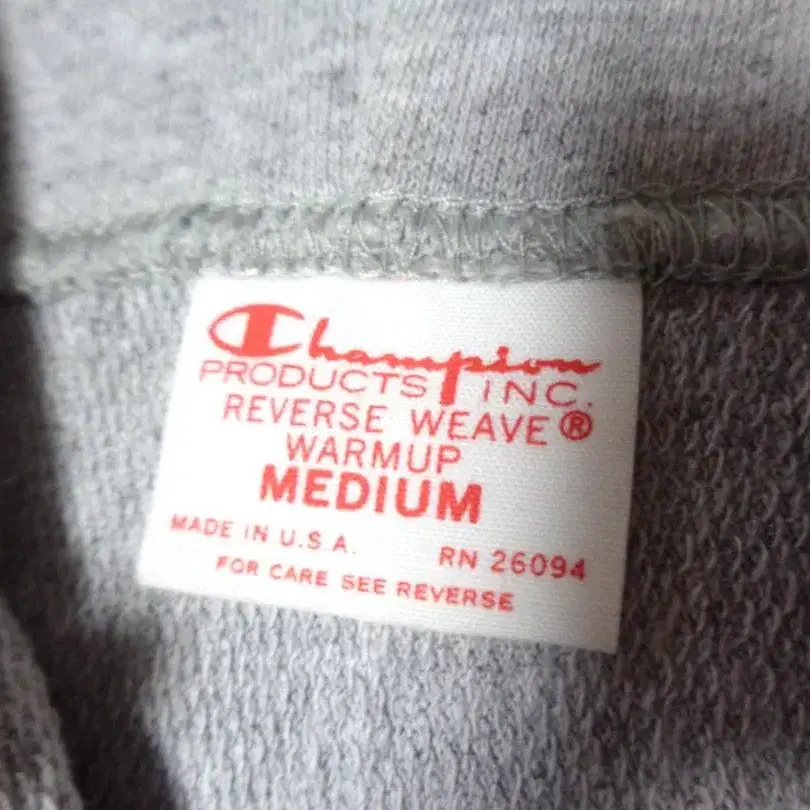 Champion
PRODUCTS INC.
REVERSE WEAVE®
WARMUP
MEDIUM
MADE IN U.S.A. RN 26094
FOR CARE SEE REVERSE